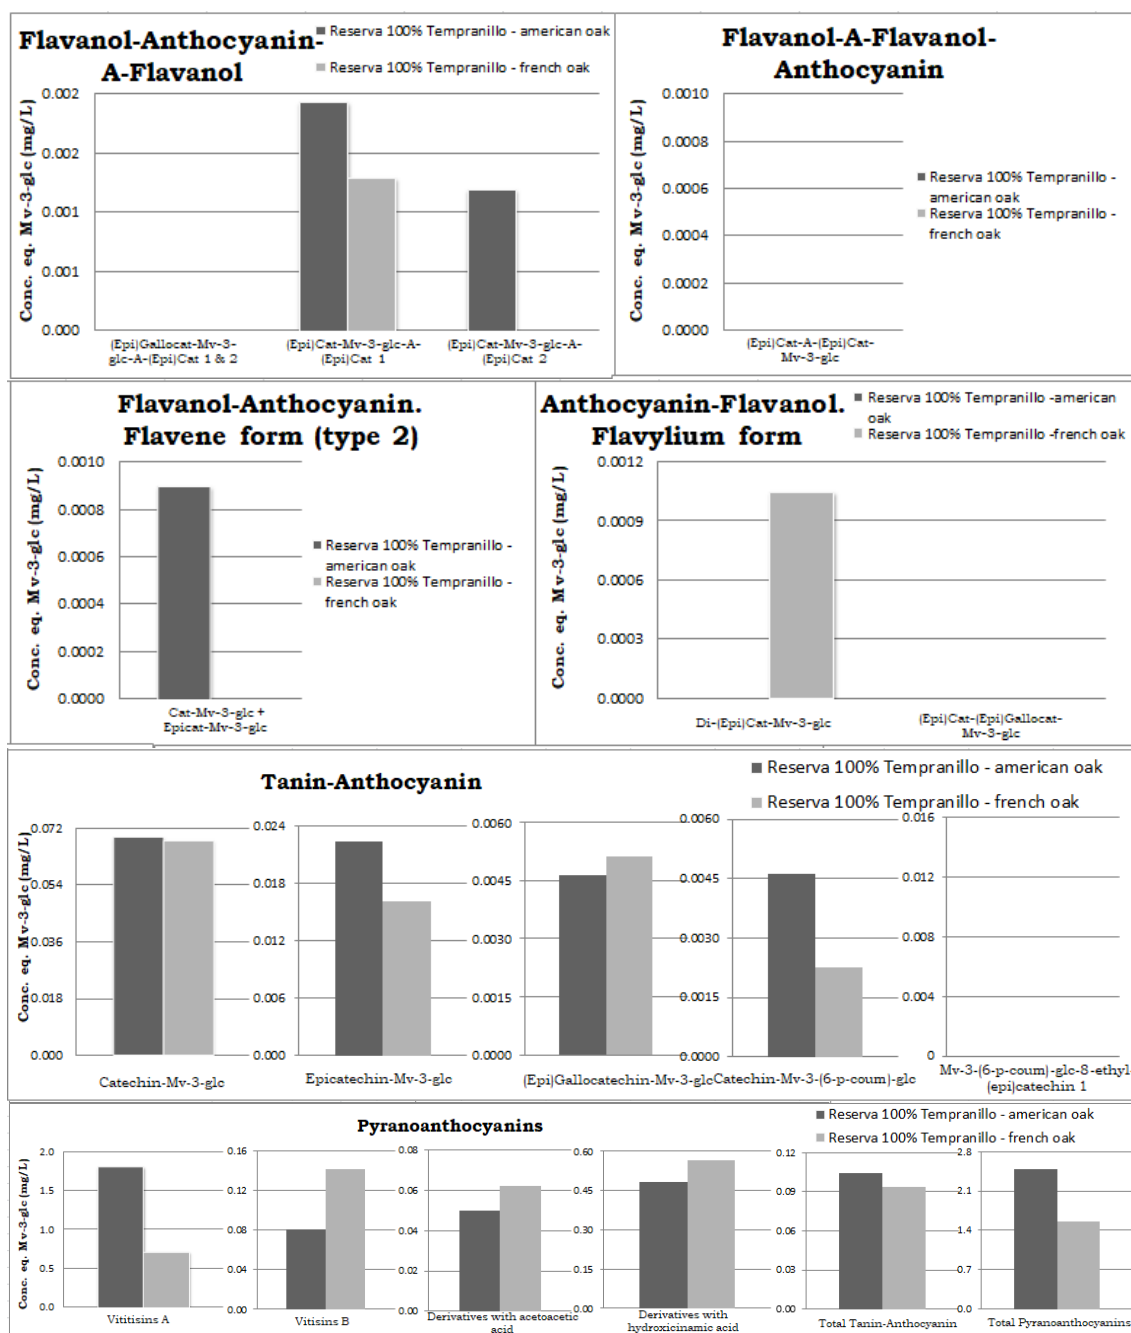 Flavanol-Anthocyanin-
A-Flavanol
Reserva 100% Tempranillo - american oak
Reserva 100% Tempranillo - french oak
Conc. eq. Mv-3-glc (mg/L)
0.002
0.002
0.001
0.001
0.000
(Epi)Gallocat-Mv-3-
glc-A-(Epi)Cat 1 & 2
(Epi)Cat-Mv-3-glc-A-
(Epi)Cat 1
(Epi)Cat-Mv-3-glc-A-
(Epi)Cat 2
Flavanol-A-Flavanol-
Anthocyanin
Conc. eq. Mv-3-glc (mg/L)
0.0010
0.0008
0.0006
0.0004
0.0002
0.0000
Reserva 100% Tempranillo -
american oak
Reserva 100% Tempranillo -
french oak
(Epi)Cat-A-(Epi)Cat-
Mv-3-glc
Flavanol-Anthocyanin.
Flavene form (type 2)
Conc. eq. Mv-3-glc (mg/L)
0.0010
0.0008
0.0006
0.0004
0.0002
0.0000
Reserva 100% Tempranillo -
american oak
Reserva 100% Tempranillo -
french oak
Cat-Mv-3-glc +
Epicat-Mv-3-glc
Anthocyanin-Flavanol.
Flavylium form
Reserva 100% Tempranillo -american
oak
Reserva 100% Tempranillo -french oak
Conc. eq. Mv-3-glc (mg/L)
0.0012
0.0009
0.0006
0.0003
0.0000
Di-(Epi)Cat-Mv-3-glc
(Epi)Cat-(Epi)Gallocat-
Mv-3-glc
Tanin-Anthocyanin
Reserva 100% Tempranillo - american oak
Reserva 100% Tempranillo - french oak
Conc. eq. Mv-3-glc (mg/L)
0.072
0.054
0.036
0.018
0.000
Catechin-Mv-3-glc
0.024
0.018
0.012
0.006
0.000
Epicatechin-Mv-3-glc
0.0060
0.0045
0.0030
0.0015
0.0000
(Epi)Gallocatechin-Mv-3-glc
0.0060
0.0045
0.0030
0.0015
0.0000
Catechin-Mv-3-(6-p-coum)-glc
0.016
0.012
0.008
0.004
0
Mv-3-(6-p-coum)-glc-8-ethyl-
(epi)catechin 1
Pyranoanthocyanins
Reserva 100% Tempranillo - american oak
Reserva 100% Tempranillo - french oak
Conc. eq. Mv-3-glc (mg/L)
2.0
1.5
1.0
0.5
0.0
Vititisins A
0.16
0.12
0.08
0.04
0.00
Vitisins B
0.08
0.06
0.04
0.02
0.00
Derivatives with acetoacetic
acid
0.60
0.45
0.30
0.15
0.00
Derivatives with
hydroxicinamic acid
0.12
0.09
0.06
0.03
0.00
Total Tanin-Anthocyanin
2.8
2.1
1.4
0.7
0.0
Total Pyranoanthocyanins